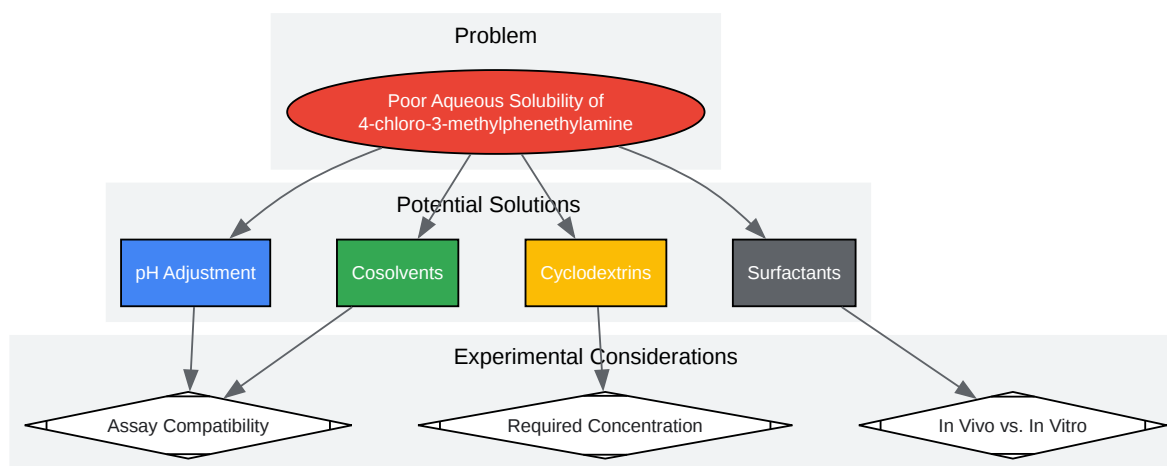 Problem
Poor Aqueous Solubility of
4-chloro-3-methylphenethylamine
Potential Solutions
pH Adjustment
Cosolvents
Cyclodextrins
Surfactants
Experimental Considerations
Assay Compatibility
Required Concentration
In Vivo vs. In Vitro